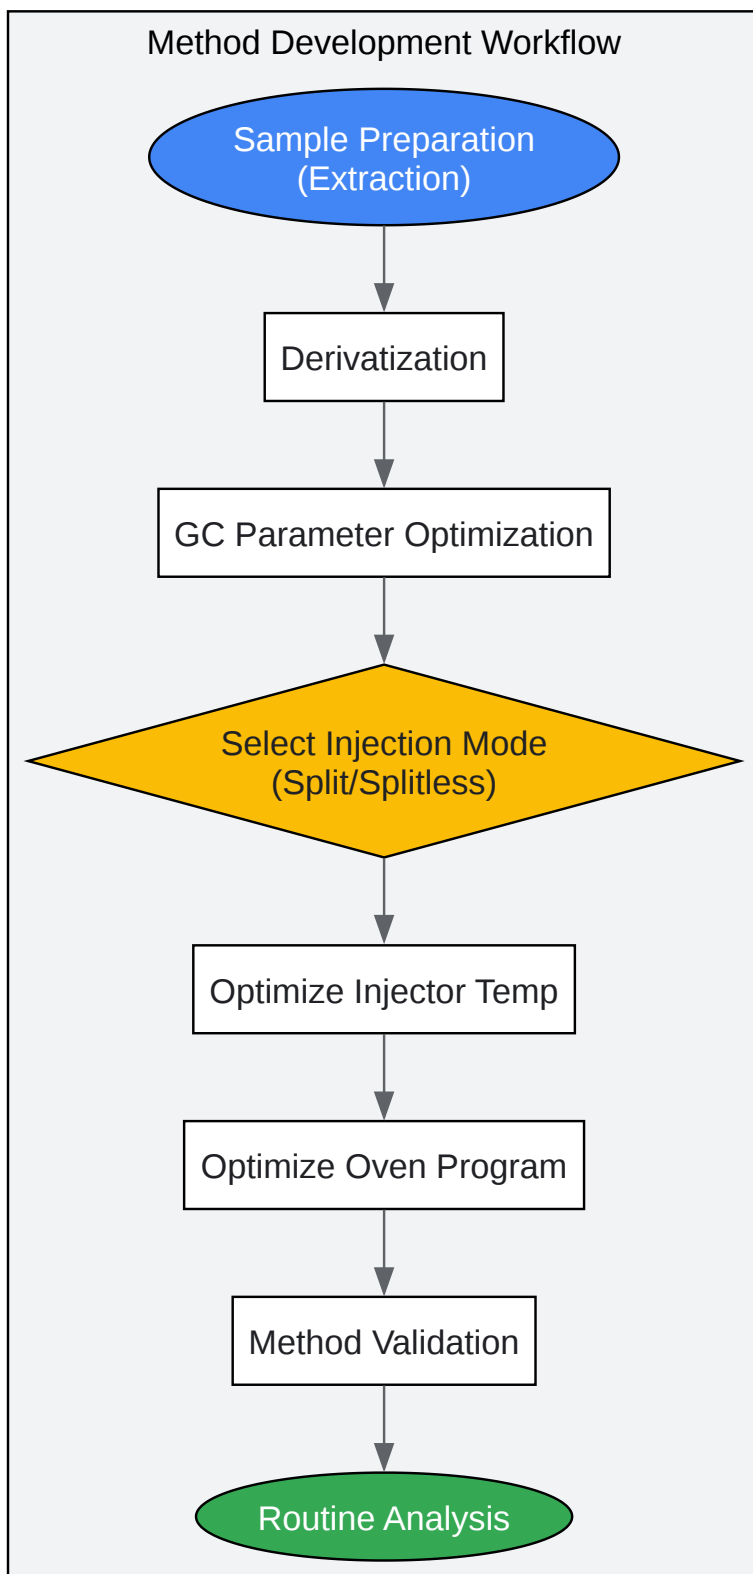 Method Development Workflow
Sample Preparation
(Extraction)
Derivatization
GC Parameter Optimization
Select Injection Mode
(Split/Splitless)
Optimize Injector Temp
Optimize Oven Program
Method Validation
Routine Analysis